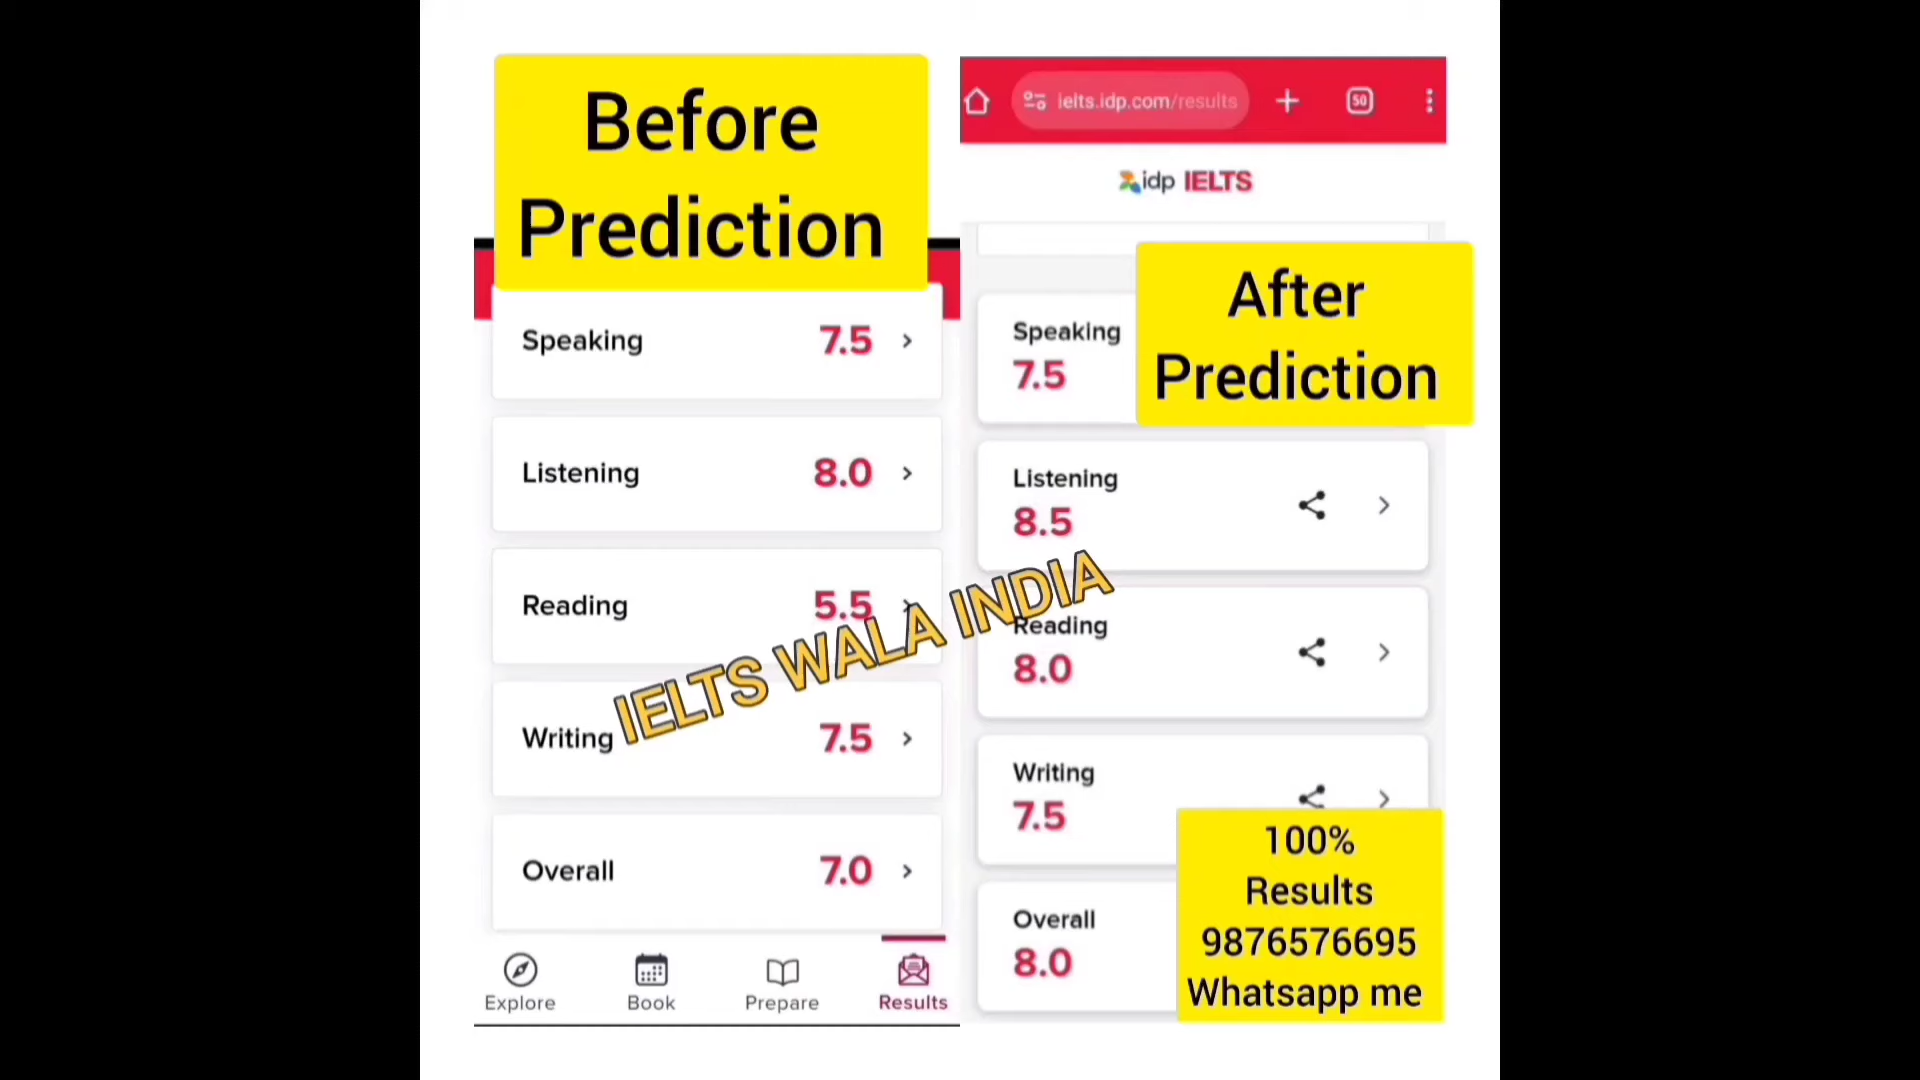 Before
Prediction
Speaking 7.5
Listening 8.0
Reading 5.5
Writing 7.5
Overall 7.0
Explore Book Prepare Results
ielts.idp.com/results
50
idp IELTS
After
Prediction
Speaking
7.5
Listening
8.5
Reading
8.0
Writing
7.5
Overall
8.0
100%
Results
9876576695
Whatsapp me
IELTS WALA INDIA